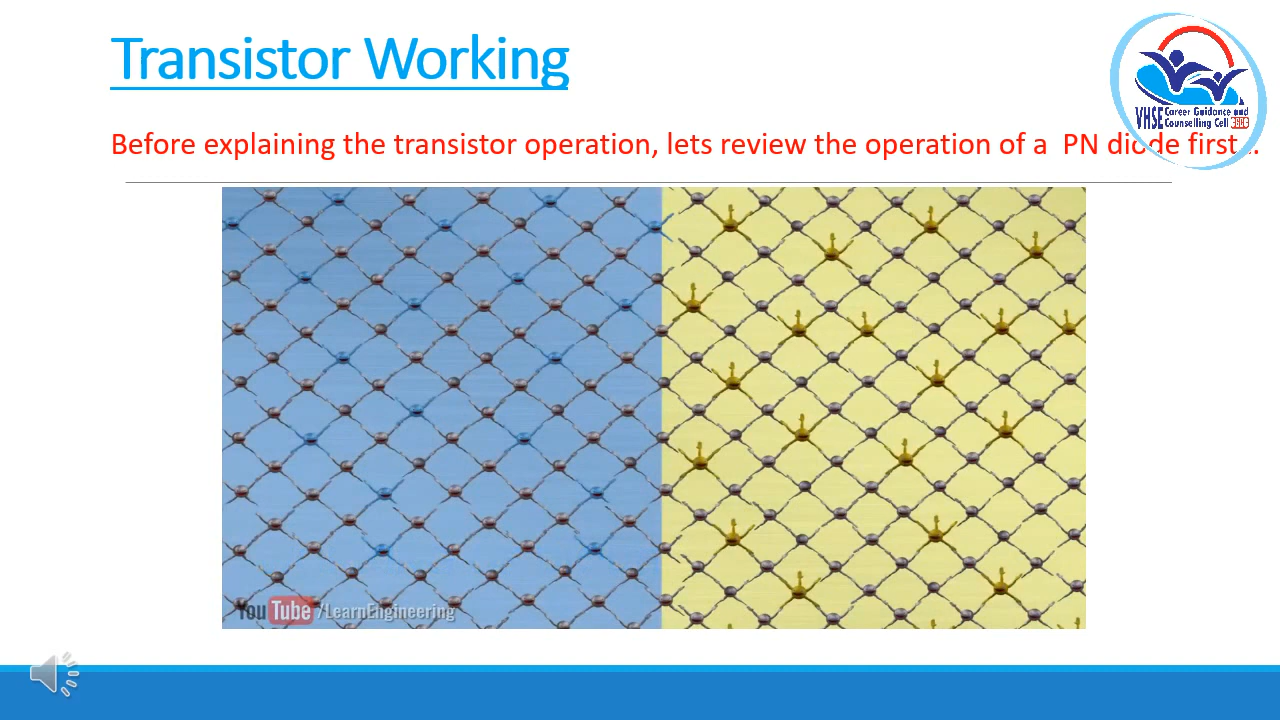 Transistor Working
Before explaining the transistor operation, lets review the operation of a PN diode first..
VHSE Career Guidance and
Counselling Cell
YouTube /LearnEngineering